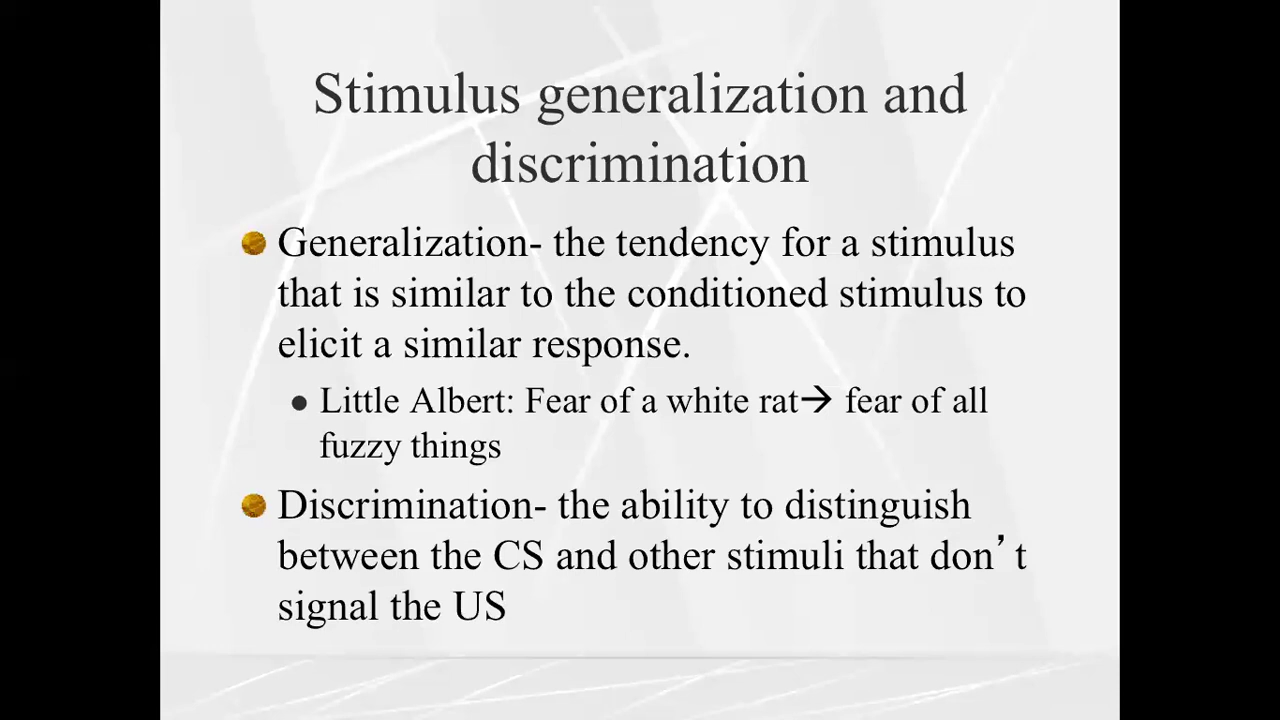 Stimulus generalization and
discrimination
Generalization- the tendency for a stimulus
that is similar to the conditioned stimulus to
elicit a similar response.
Little Albert: Fear of a white rat→ fear of all
fuzzy things
Discrimination- the ability to distinguish
between the CS and other stimuli that don’t
signal the US